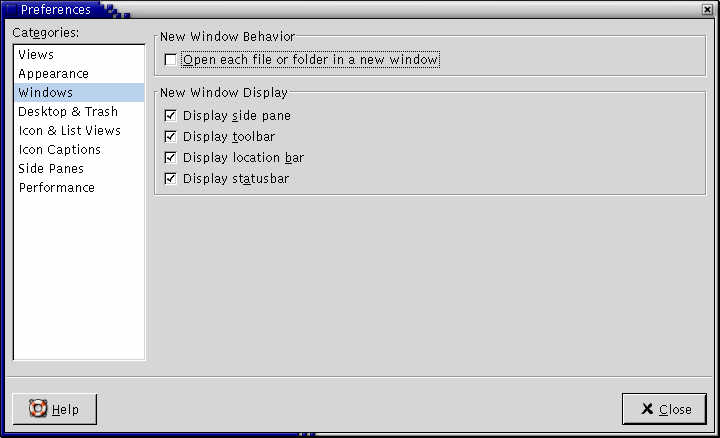 Preferences
Categories:
Views
Appearance
Windows
Desktop & Trash
Icon & List Views
Icon Captions
Side Panes
Performance
New Window Behavior
Open each file or folder in a new window
New Window Display
Display side pane
Display toolbar
Display location bar
Display statusbar
Help
Close